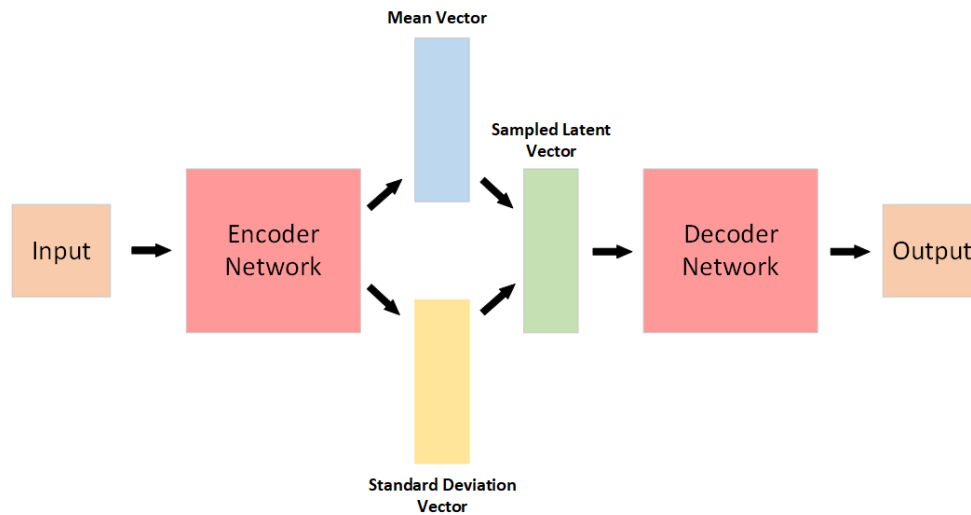 Mean Vector
Sampled Latent
Vector
Input
Encoder
Network
Decoder
Network
Output
Standard Deviation
Vector